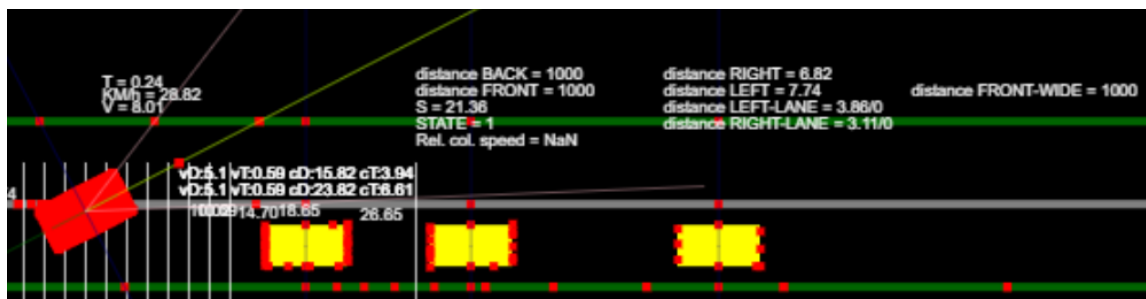 T = 0.24
KM/h = 28.82
V = 8.01
distance BACK = 1000
distance FRONT = 1000
S = 21.36
STATE = 1
Rel. col. speed = NaN
distance RIGHT = 6.82
distance LEFT = 7.74
distance LEFT-LANE = 3.86/0
distance RIGHT-LANE = 3.11/0
distance FRONT-WIDE = 1000
vD:5.1 vT:0.59 cD:15.82 cT:3.94
vD:5.1 vT:0.59 cD:23.82 cT:6.61
4
14.70 18.65 26.65